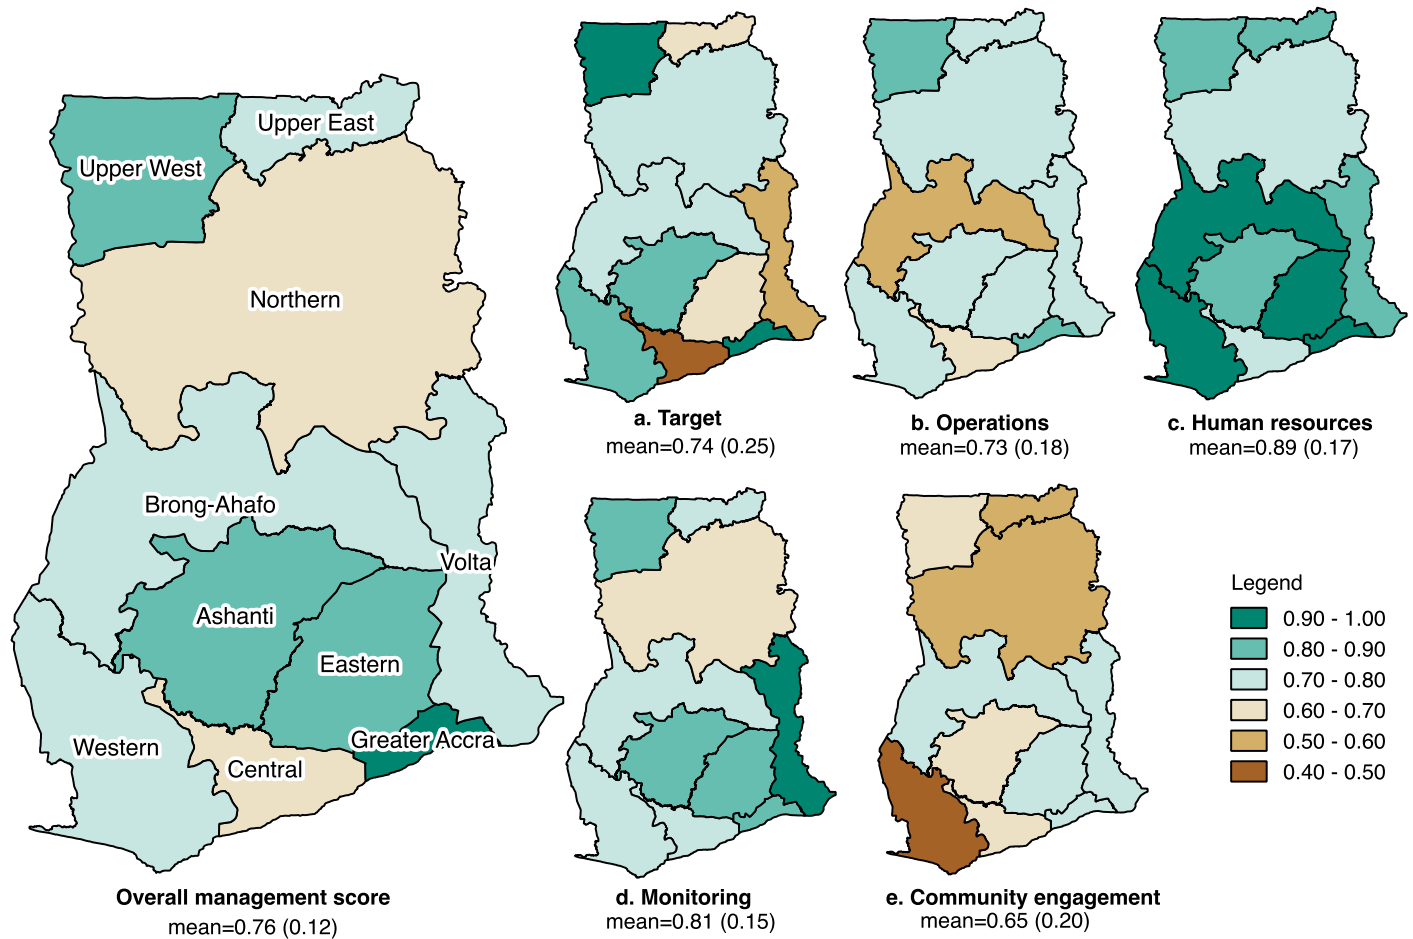 Upper East
Upper West
Northern
Brong-Ahafo
Volta
Ashanti
Eastern
Western
Greater Accra
Central
Overall management score
mean=0.76 (0.12)
a. Target
mean=0.74 (0.25)
b. Operations
mean=0.73 (0.18)
c. Human resources
mean=0.89 (0.17)
d. Monitoring
mean=0.81 (0.15)
e. Community engagement
mean=0.65 (0.20)
Legend
0.90 - 1.00
0.80 - 0.90
0.70 - 0.80
0.60 - 0.70
0.50 - 0.60
0.40 - 0.50